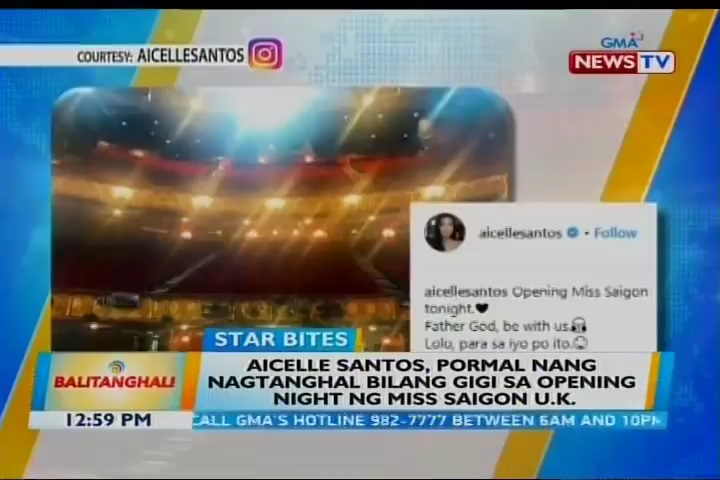 COURTESY: AICELLESANTOS
GMA
NEWS TV
aicellesantos • Follow
aicellesantos Opening Miss Saigon
tonight.🖤
Father God, be with us.
Lolo, para sa iyo po ito.
STAR BITES
BALITANGHALI
AICELLE SANTOS, PORMAL NANG
NAGTANGHAL BILANG GIGI SA OPENING
NIGHT NG MISS SAIGON U.K.
12:59 PM
CALL GMA'S HOTLINE 982-7777 BETWEEN 6AM AND 10PM